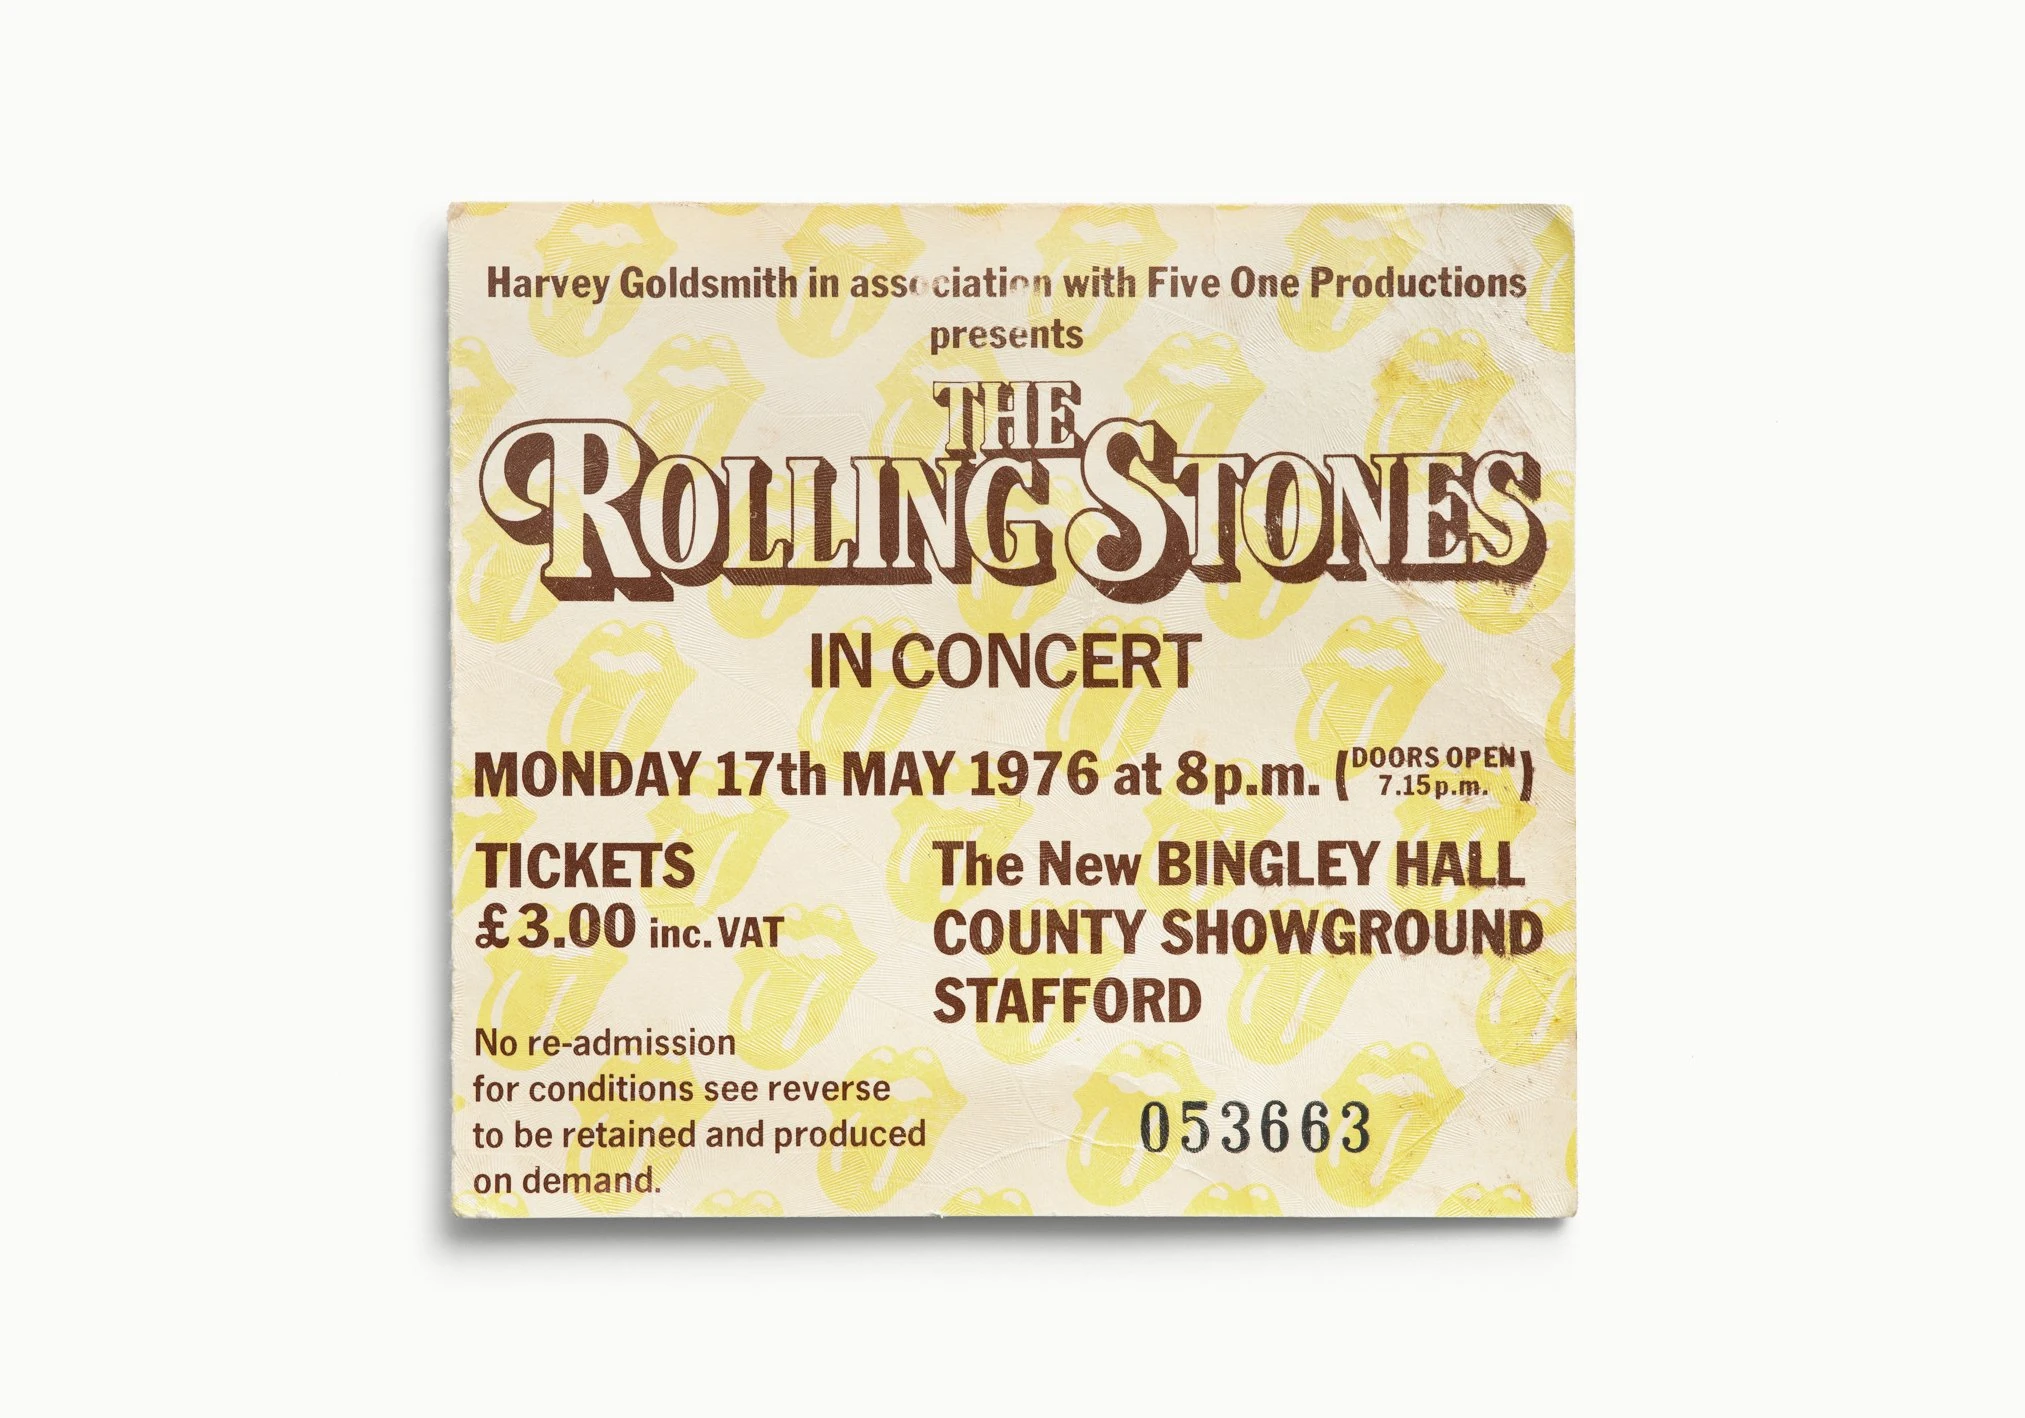 Harvey Goldsmith in association with Five One Productions
presents
THE
ROLLING STONES
IN CONCERT
MONDAY 17th MAY 1976 at 8p.m. (DOORS OPEN 7.15p.m.)
TICKETS
£3.00 inc. VAT
The New BINGLEY HALL
COUNTY SHOWGROUND
STAFFORD
No re-admission
for conditions see reverse
to be retained and produced
on demand.
053663